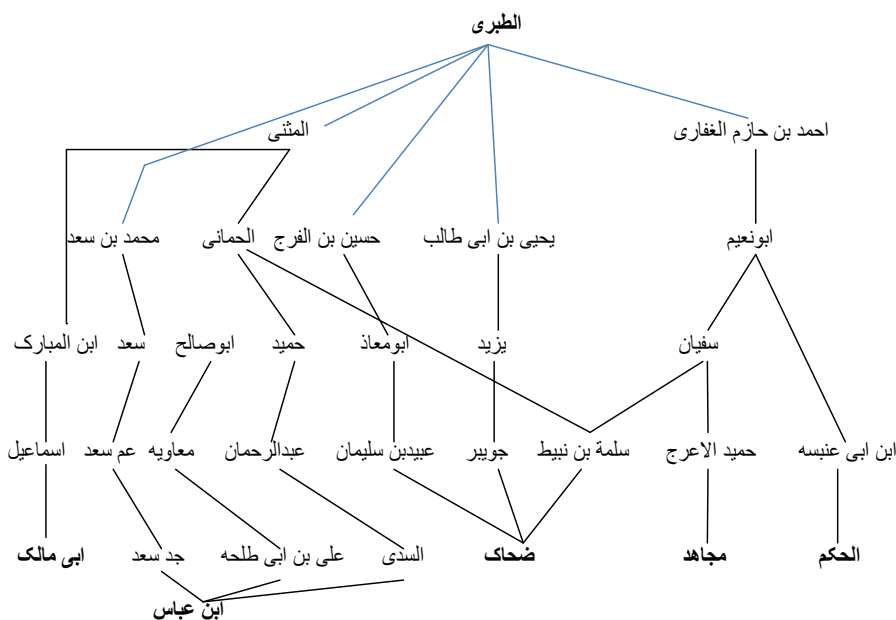 الطبری
احمد بن حازم الغفاری المثنی
ابونعیم یحیی بن ابی طالب حسین بن الفرج الحمانی محمد بن سعد
سفیان یزید ابومعاذ حمید ابوصالح سعد ابن المبارک
ابن ابی عنبسه حمید الاعرج سلمة بن نبیط جویبر عبیدبن سلیمان عبدالرحمان معاویه عم سعد اسماعیل
الحکم مجاهد ضحاک السدّی علی بن ابی طلحه جد سعد ابی مالک
ابن عباس